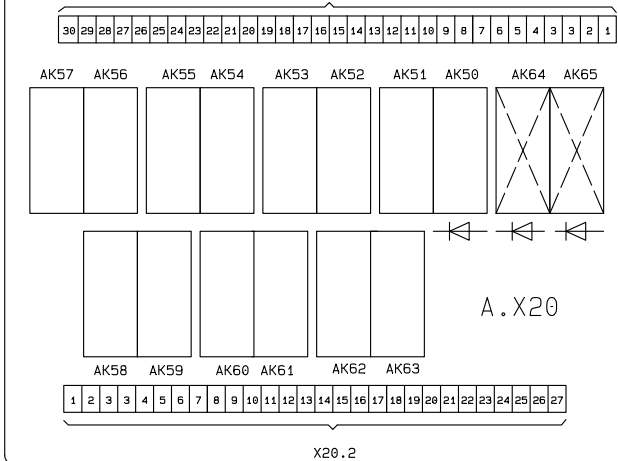 30 29 28 27 26 25 24 23 22 21 20 19 18 17 16 15 14 13 12 11 10 9 8 7 6 5 4 3 3 2 1
AK57 AK56 AK55 AK54 AK53 AK52 AK51 AK50 AK64 AK65
A.X20
AK58 AK59 AK60 AK61 AK62 AK63
1 2 3 3 4 5 6 7 8 9 10 11 12 13 14 15 16 17 18 19 20 21 22 23 24 25 26 27
X20.2